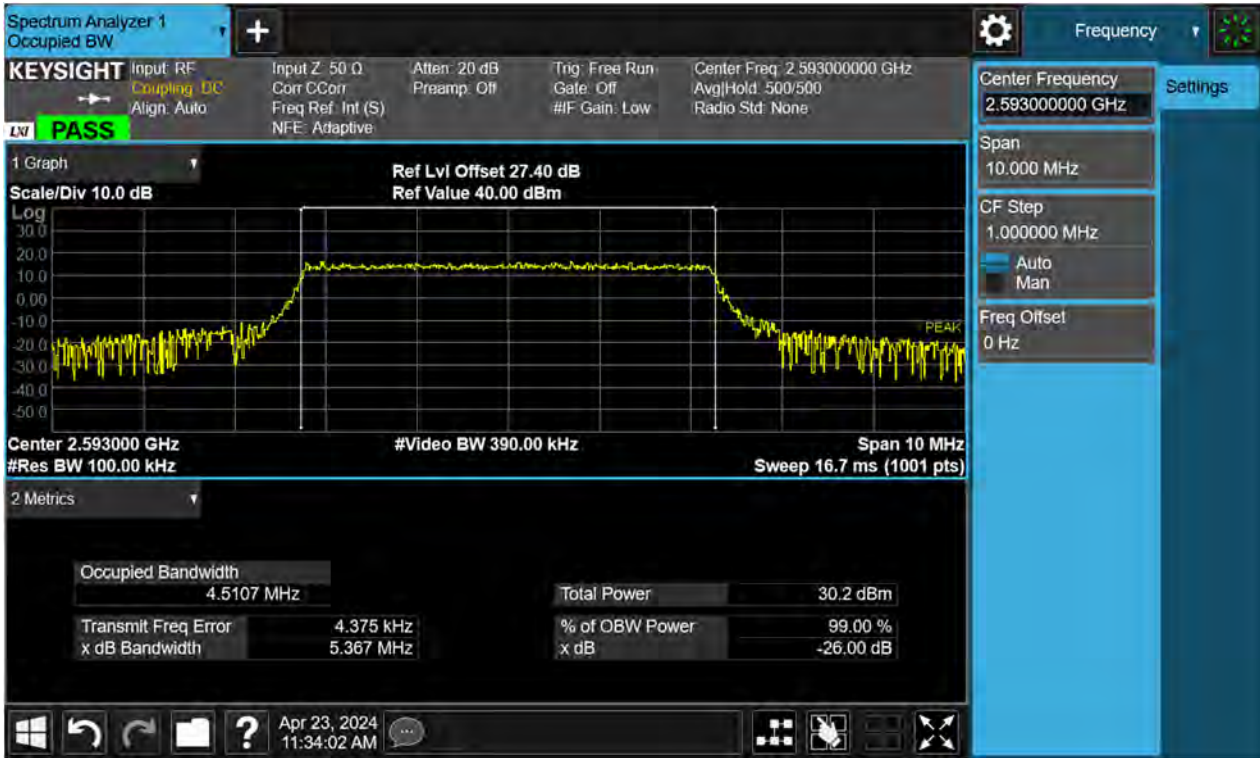 Spectrum Analyzer 1
Occupied BW
+
Frequency
KEYSIGHT
Input: RF
Coupling: DC
Align: Auto
Input Z: 50 Ω
Corr CCorr
Freq Ref: Int (S)
NFE: Adaptive
Atten: 20 dB
Preamp: Off
Trig: Free Run
Gate: Off
#IF Gain: Low
Center Freq: 2.593000000 GHz
Avg|Hold: 500/500
Radio Std: None
LXI
PASS
Center Frequency
2.593000000 GHz
Settings
Span
10.000 MHz
CF Step
1.000000 MHz
Auto
Man
Freq Offset
0 Hz
1 Graph
Scale/Div 10.0 dB
Ref Lvl Offset 27.40 dB
Ref Value 40.00 dBm
Log
30.0
20.0
10.0
0.00
-10.0
-20.0
-30.0
-40.0
-50.0
PEAK
Center 2.593000 GHz
#Video BW 390.00 kHz
Span 10 MHz
#Res BW 100.00 kHz
Sweep 16.7 ms (1001 pts)
2 Metrics
Occupied Bandwidth
4.5107 MHz
Total Power 30.2 dBm
Transmit Freq Error 4.375 kHz
% of OBW Power 99.00 %
x dB Bandwidth 5.367 MHz
x dB -26.00 dB
?
Apr 23, 2024
11:34:02 AM